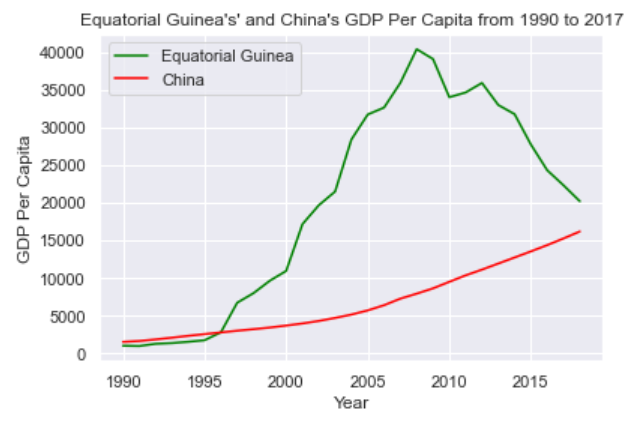 Equatorial Guinea's' and China's GDP Per Capita from 1990 to 2017
Equatorial Guinea
China
40000
35000
30000
25000
20000
15000
10000
5000
0
GDP Per Capita
1990 1995 2000 2005 2010 2015
Year